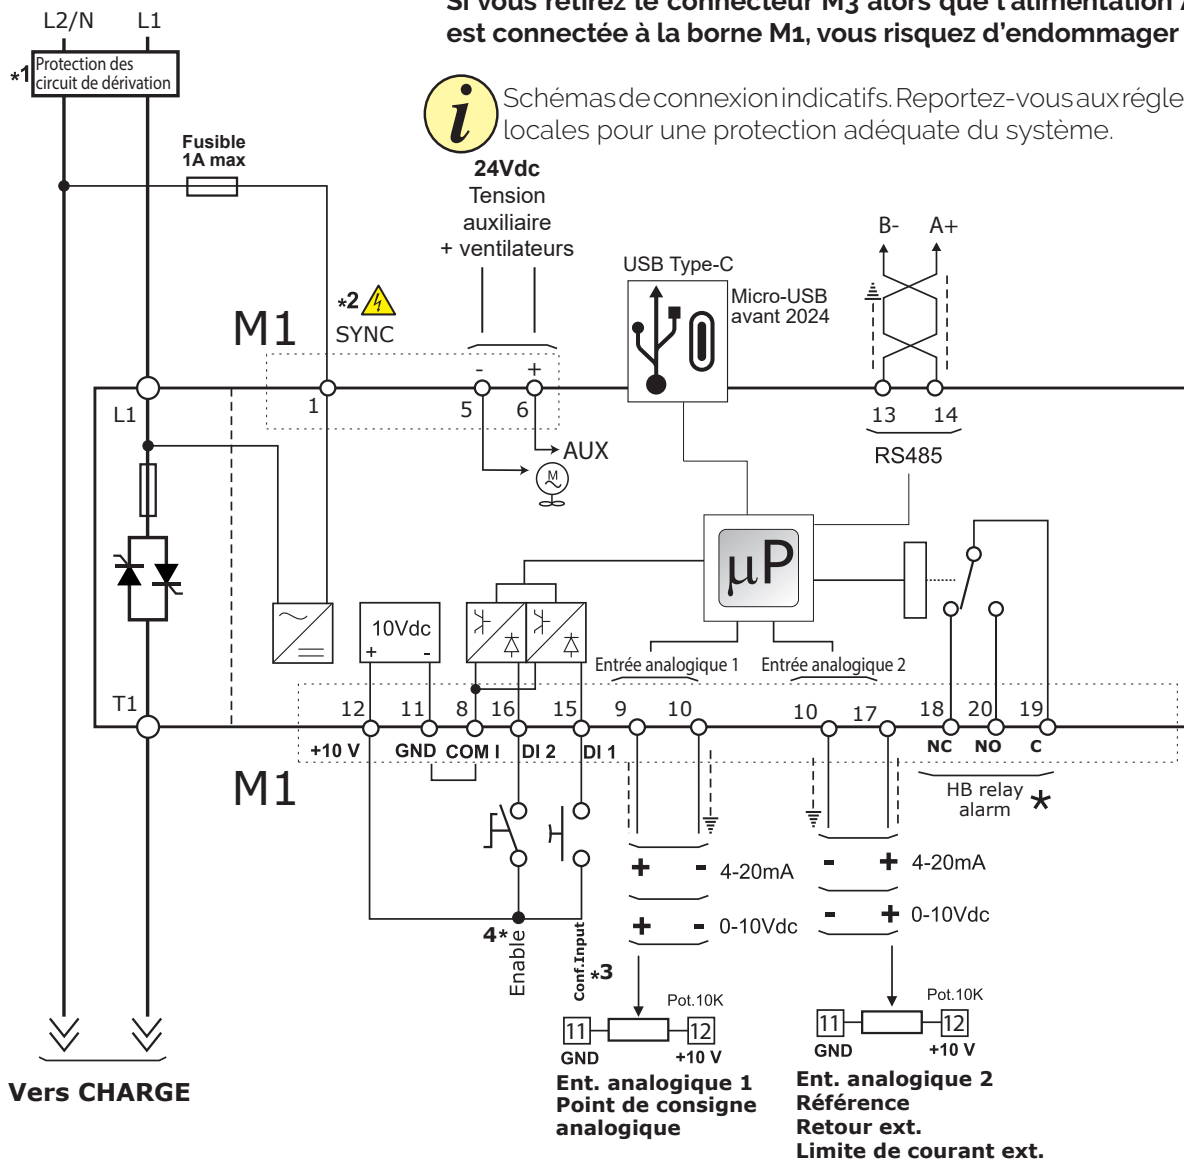 Si vous retirez le connecteur M3 alors que l'alimentation
est connectée à la borne M1, vous risquez d'endommager
L2/N
L1
*1
Protection des
circuit de dérivation
Schémas de connexion indicatifs. Reportez-vous aux régle
locales pour une protection adéquate du système.
Fusible
1A max
24Vdc
Tension
auxiliaire
+ ventilateurs
B-
A+
USB Type-C
Micro-USB
avant 2024
*2
SYNC
M1
-
+
L1
1
5
6
13
14
AUX
M
RS485
µP
10Vdc
+
-
Entrée analogique 1
Entrée analogique 2
T1
12
11
8
16
15
9
10
10
17
18
20
19
+10 V
GND
COM I
DI 2
DI 1
NC
NO
C
M1
HB relay
alarm
*
+
-
4-20mA
-
+
4-20mA
+
-
0-10Vdc
-
+
0-10Vdc
4*
Enable
Conf.Input
*3
Pot.10K
11
12
GND
+10 V
Pot.10K
11
12
GND
+10 V
Vers CHARGE
Ent. analogique 1
Point de consigne
analogique
Ent. analogique 2
Référence
Retour ext.
Limite de courant ext.